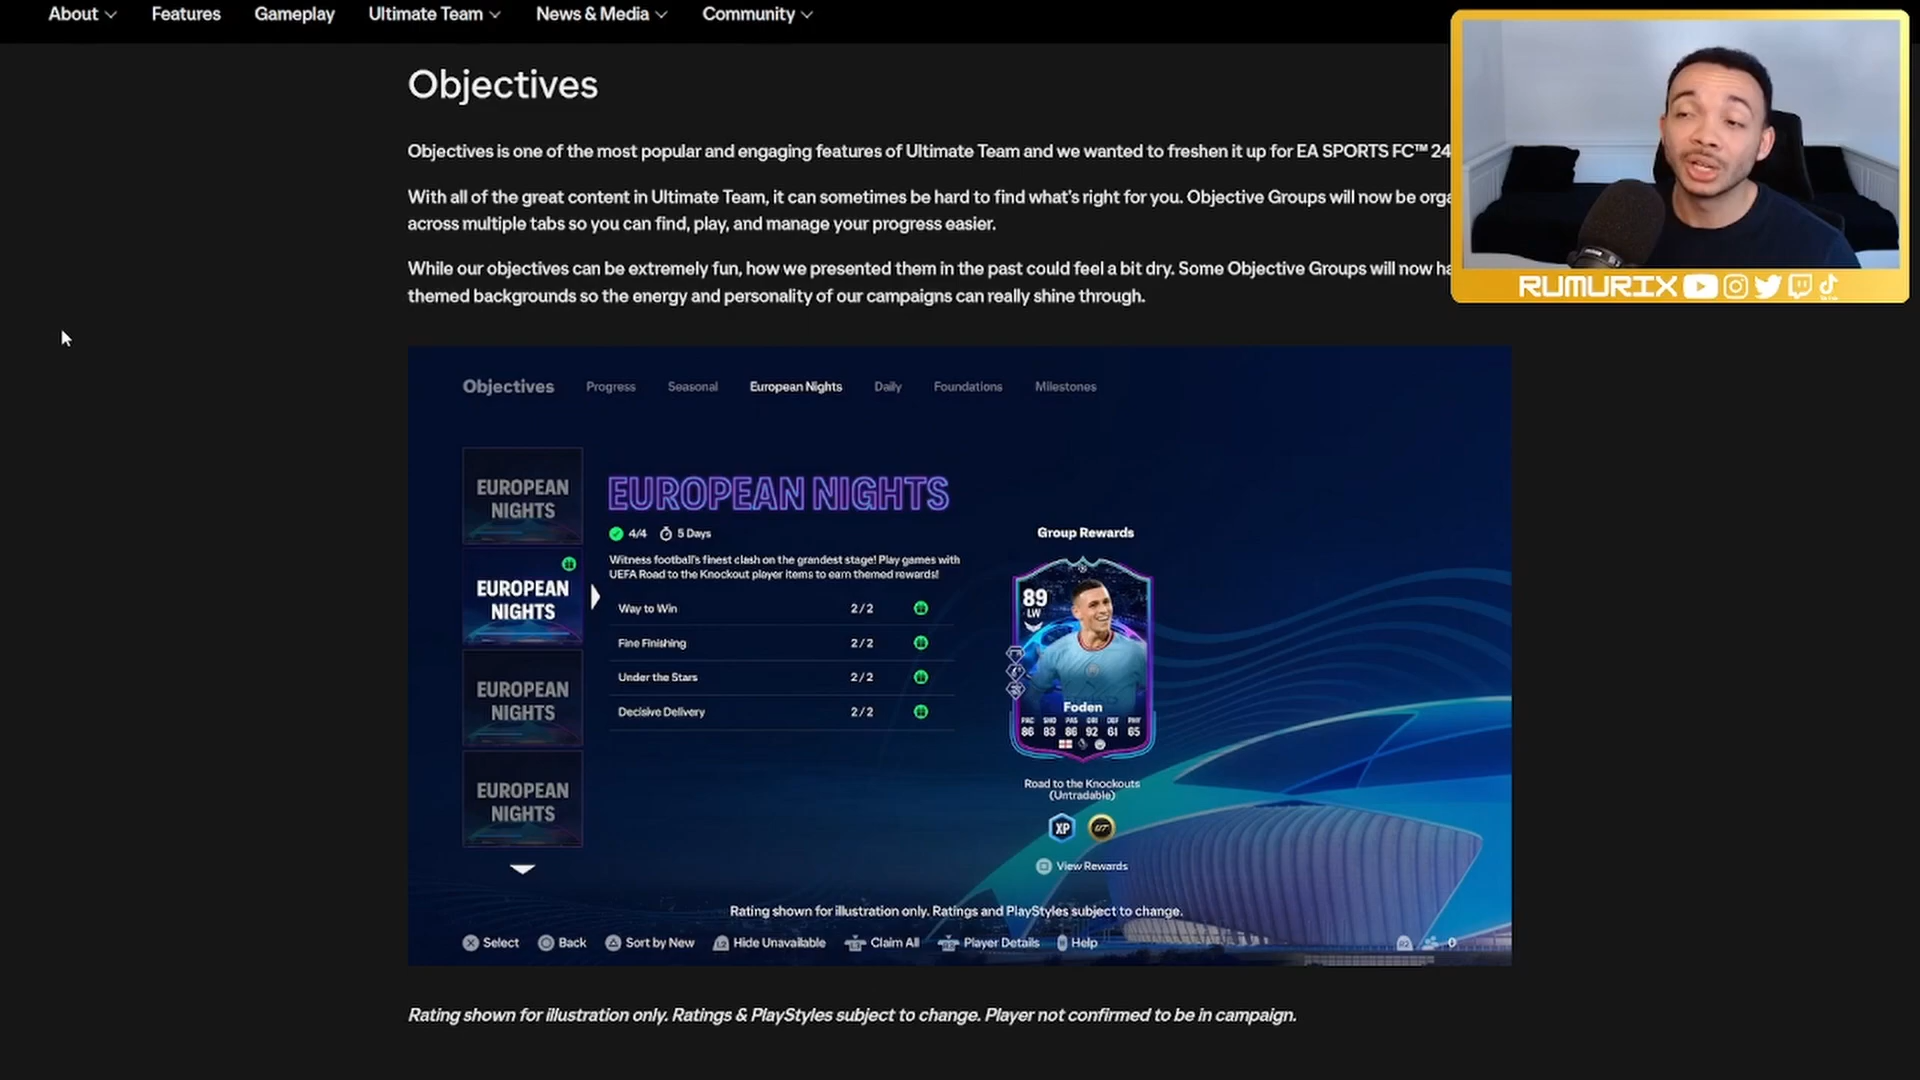 About
Features
Gameplay
Ultimate Team
News & Media
Community
Objectives
Objectives is one of the most popular and engaging features of Ultimate Team and we wanted to freshen it up for EA SPORTS FC™ 24
With all of the great content in Ultimate Team, it can sometimes be hard to find what's right for you. Objective Groups will now be orga
across multiple tabs so you can find, play, and manage your progress easier.
While our objectives can be extremely fun, how we presented them in the past could feel a bit dry. Some Objective Groups will now ha
themed backgrounds so the energy and personality of our campaigns can really shine through.
RUMURIX
Objectives
Progress
Seasonal
European Nights
Daily
Foundations
Milestones
EUROPEAN
NIGHTS
EUROPEAN
NIGHTS
EUROPEAN
NIGHTS
EUROPEAN
NIGHTS
EUROPEAN NIGHTS
4/4 5 Days
Witness football's finest clash on the grandest stage! Play games with
UEFA Road to the Knockout player items to earn themed rewards!
Way to Win 2/2
Fine Finishing 2/2
Under the Stars 2/2
Decisive Delivery 2/2
Group Rewards
89
LW
Foden
PAC SHO PAS DRI DEF PHY
86 83 86 92 61 65
Road to the Knockouts
(Untradable)
XP UT
View Rewards
Rating shown for illustration only. Ratings and PlayStyles subject to change.
Select
Back
Sort by New
L2 Hide Unavailable
Claim All
Player Details
Help
R2 0
Rating shown for illustration only. Ratings & PlayStyles subject to change. Player not confirmed to be in campaign.